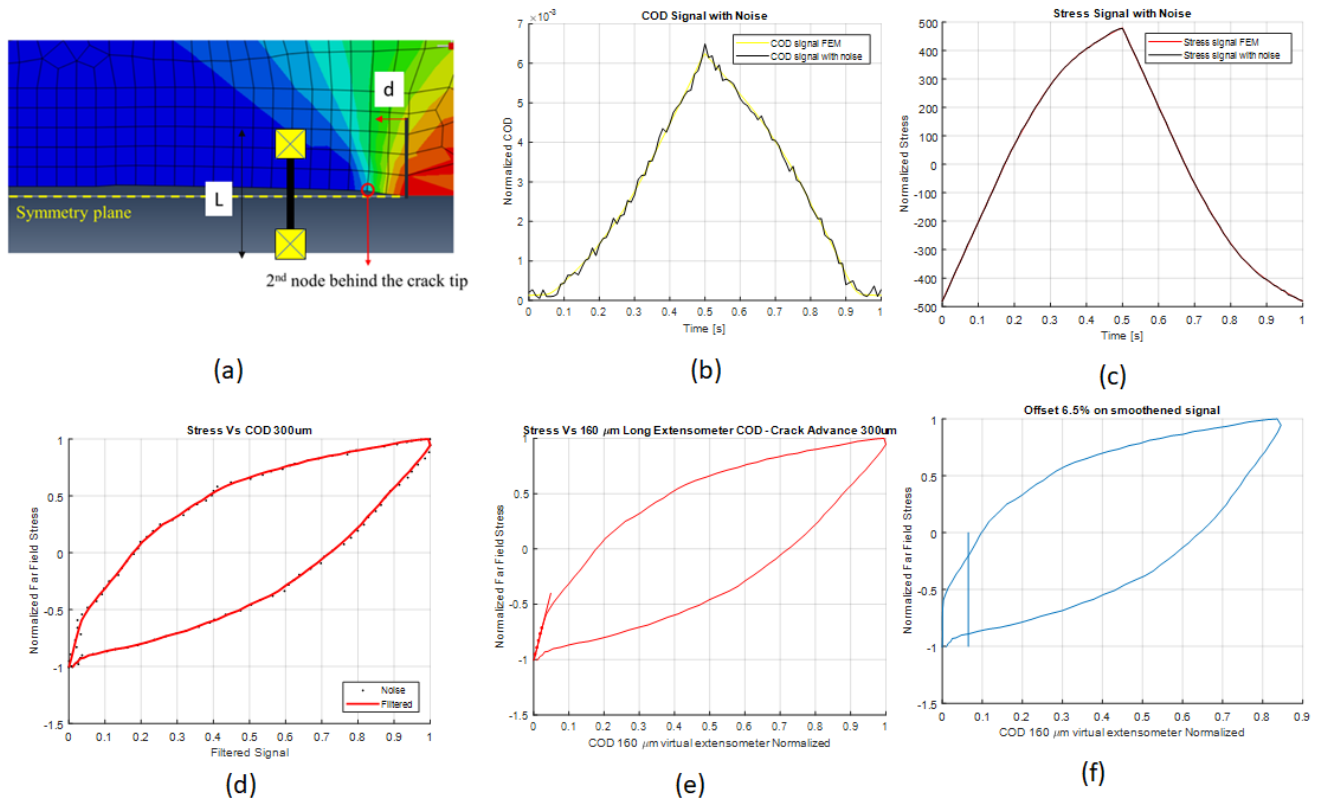 d
L
Symmetry plane
2nd node behind the crack tip
(a)
COD Signal with Noise
7 ×10-3
6
5
4
3
2
1
0
Normalized COD
COD signal FEM
COD signal with noise
0 0.1 0.2 0.3 0.4 0.5 0.6 0.7 0.8 0.9 1
Time [s]
(b)
Stress Signal with Noise
500
400
300
200
100
0
-100
-200
-300
-400
-500
Normalized Stress
Stress signal FEM
Stress signal with noise
0 0.1 0.2 0.3 0.4 0.5 0.6 0.7 0.8 0.9 1
Time [s]
(c)
Stress Vs COD 300um
1
0.5
0
-0.5
-1
-1.5
Normalized Far Field Stress
Noise
Filtered
0 0.1 0.2 0.3 0.4 0.5 0.6 0.7 0.8 0.9 1
Filtered Signal
(d)
Stress Vs 160 μm Long Extensometer COD - Crack Advance 300um
1
0.5
0
-0.5
-1
-1.5
Normalized Far Field Stress
0 0.1 0.2 0.3 0.4 0.5 0.6 0.7 0.8 0.9 1
COD 160 μm virtual extensometer Normalized
(e)
Offset 6.5% on smoothened signal
1
0.5
0
-0.5
-1
-1.5
Normalized Far Field Stress
0 0.1 0.2 0.3 0.4 0.5 0.6 0.7 0.8 0.9
COD 160 μm virtual extensometer Normalized
(f)